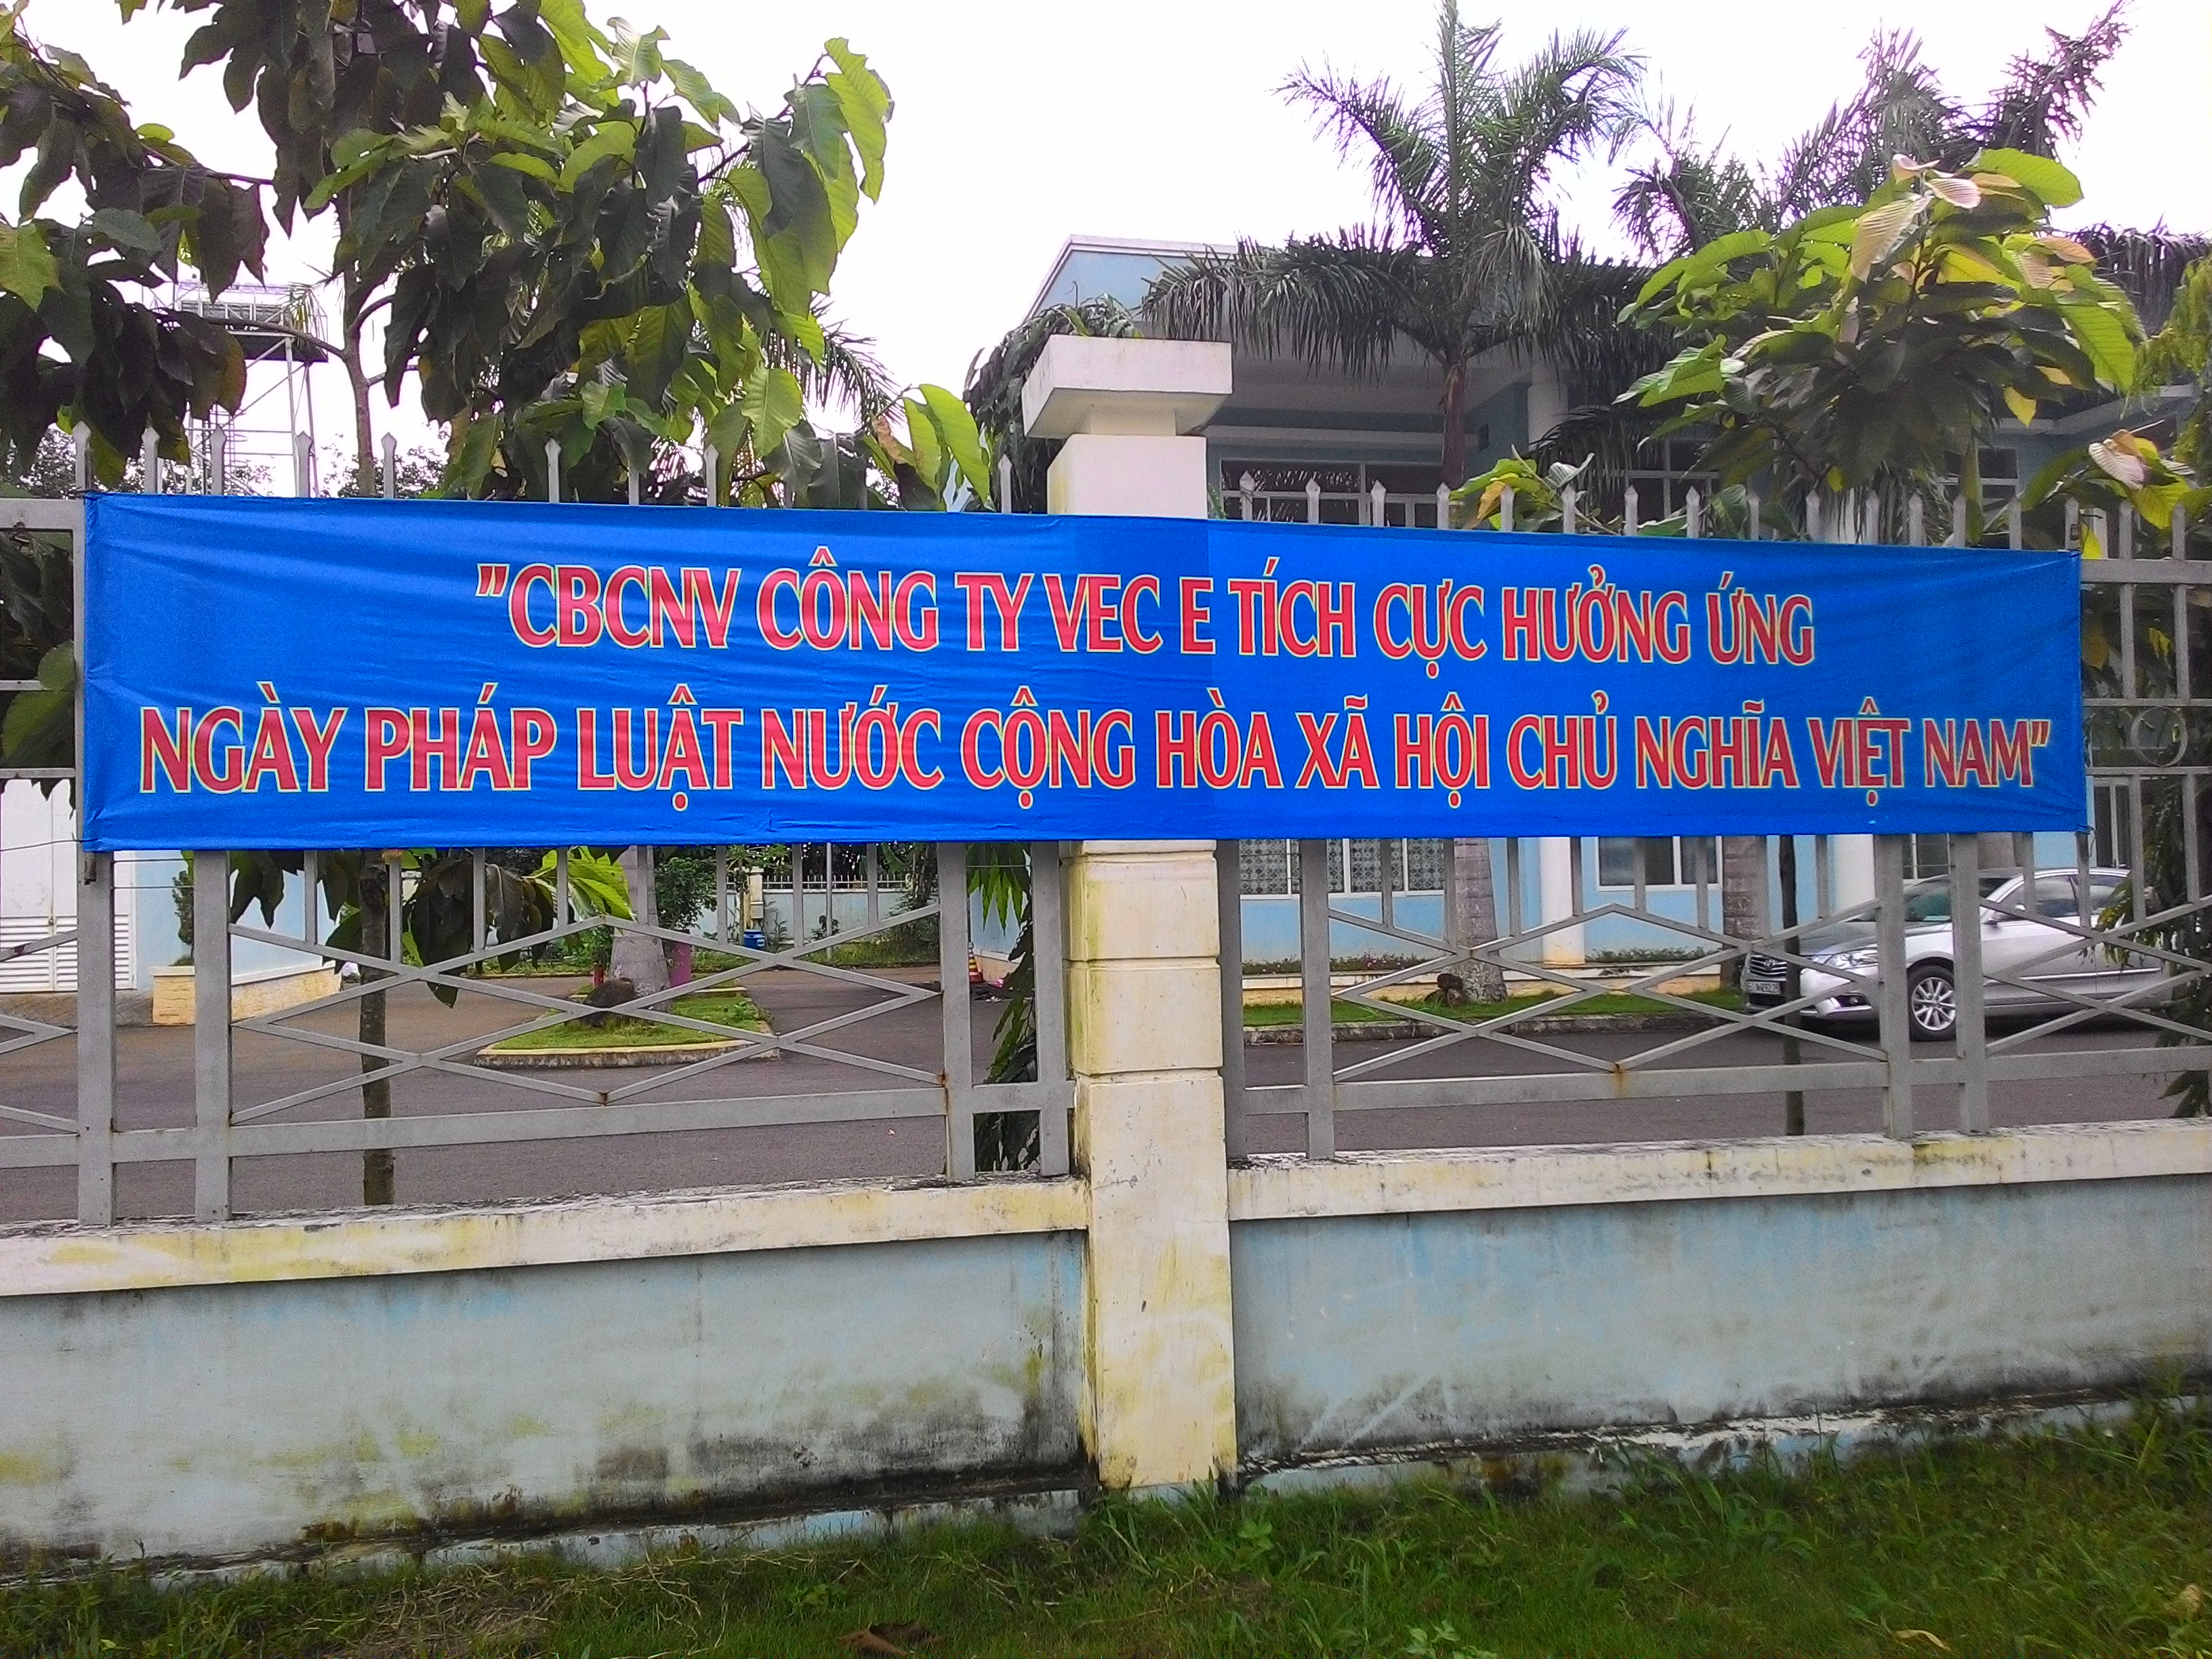 "CBCNV CÔNG TY VEC E TÍCH CỰC HƯỞNG ỨNG
NGÀY PHÁP LUẬT NƯỚC CỘNG HÒA XÃ HỘI CHỦ NGHĨA VIỆT NAM"